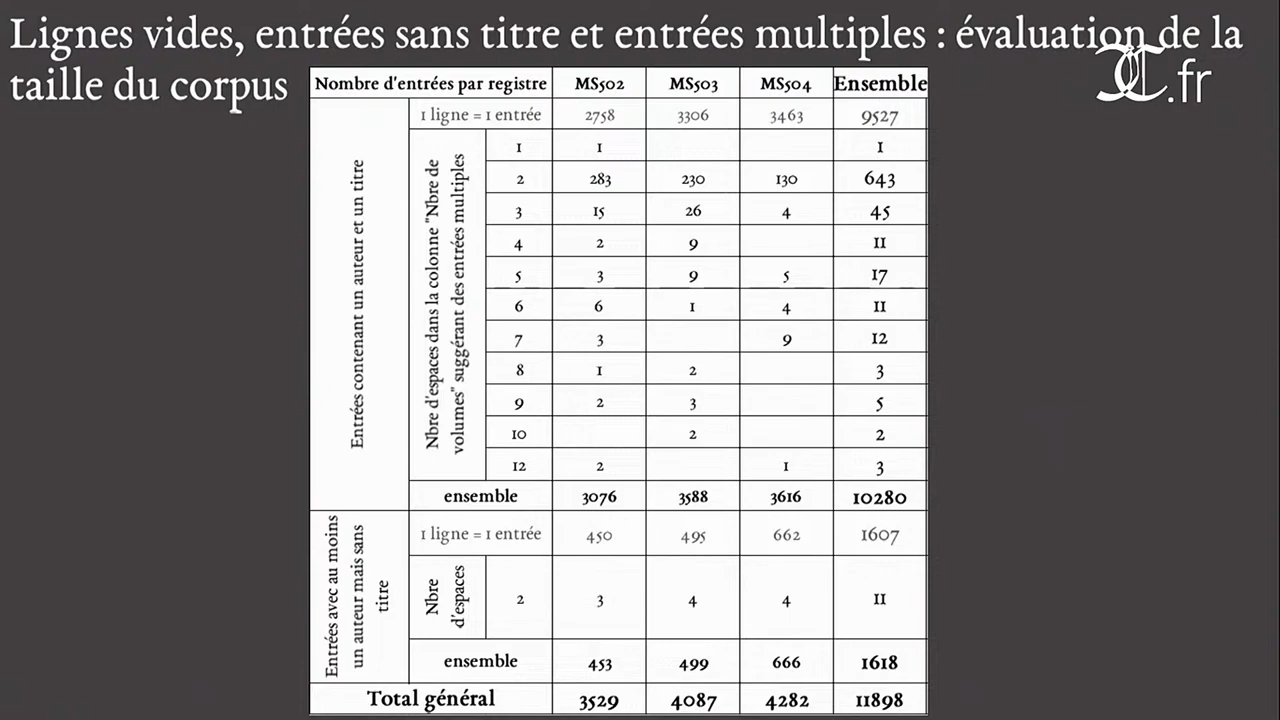 Lignes vides, entrées sans titre et entrées multiples : évaluation de la
taille du corpus
.fr
Nombre d'entrées par registre MS502 MS503 MS504 Ensemble
Entrées contenant un auteur et un titre
1 ligne = 1 entrée 2758 3306 3463 9527
Nbre d'espaces dans la colonne "Nbre de
volumes" suggérant des entrées multiples
1 1 1
2 283 230 130 643
3 15 26 4 45
4 2 9 11
5 3 9 5 17
6 6 1 4 11
7 3 9 12
8 1 2 3
9 2 3 5
10 2 2
12 2 1 3
ensemble 3076 3588 3616 10280
Entrées avec au moins
un auteur mais sans
titre
1 ligne = 1 entrée 450 495 662 1607
Nbre
d'espaces
2 3 4 4 11
ensemble 453 499 666 1618
Total général 3529 4087 4282 11898